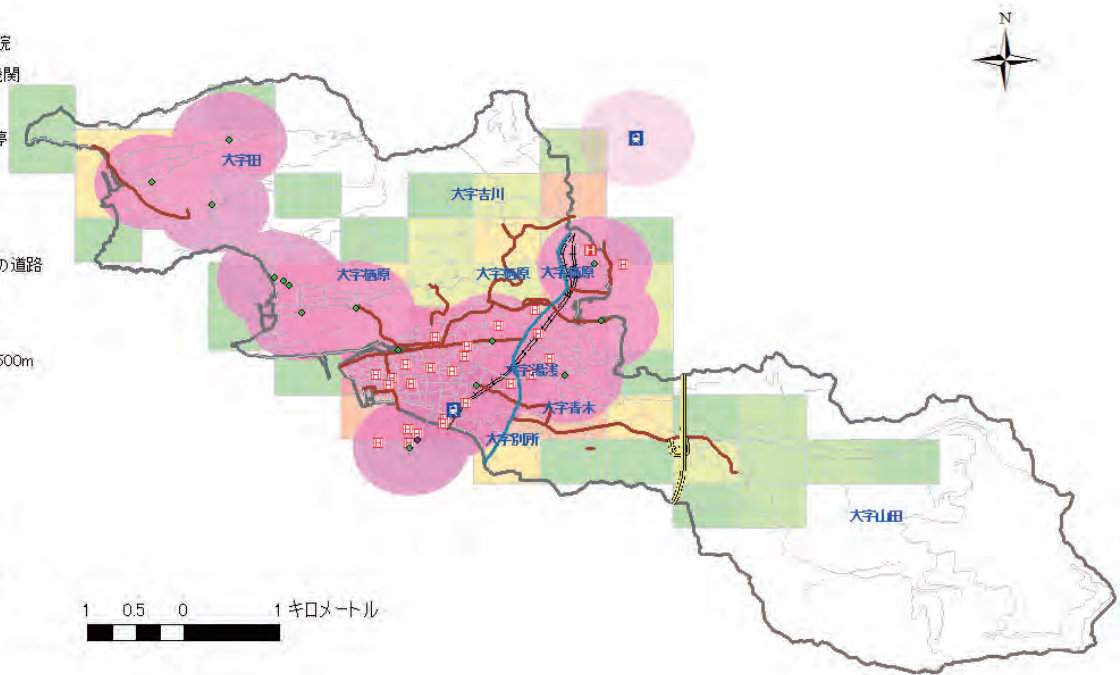 院
機関
停
の道路
500m
N
大字田
大字吉川
大字栖原
大字栖原
大字栖原
大字湯浅
大字青木
大字別所
大字山田
1 0.5 0 1 キロメートル